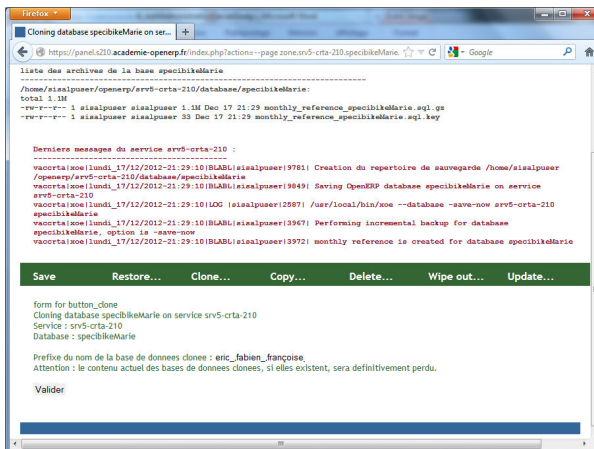 Firefox
Cloning database specibikeMarie on ser...
https://panel.s210.academie-openerp.fr/index.php?action=--page zone.srv5-crta-210.specibikeMarie.
Google
liste des archives de la base specibikeMarie
/home/sisalpuser/openerp/srv5-crta-210/database/specibikeMarie:
total 1.1M
-rw-r--r-- 1 sisalpuser sisalpuser 1.1M Dec 17 21:29 monthly_reference_specibikeMarie.sql.gz
-rw-r--r-- 1 sisalpuser sisalpuser 33 Dec 17 21:29 monthly_reference_specibikeMarie.sql.key
Derniers messages du service srv5-crta-210 :
vaccrta|xoe|lundi_17/12/2012-21:29:10|BLABL|sisalpuser|9781| Creation du repertoire de sauvegarde /home/sisalpuser
/openerp/srv5-crta-210/database/specibikeMarie
vaccrta|xoe|lundi_17/12/2012-21:29:10|BLABL|sisalpuser|9849| Saving OpenERP database specibikeMarie on service
srv5-crta-210
vaccrta|xoe|lundi_17/12/2012-21:29:10|LOG |sisalpuser|2587| /usr/local/bin/xoe --database -save-now srv5-crta-210
specibikeMarie
vaccrta|xoe|lundi_17/12/2012-21:29:10|BLABL|sisalpuser|3967| Performing incremental backup for database
specibikeMarie, option is -save-now
vaccrta|xoe|lundi_17/12/2012-21:29:10|BLABL|sisalpuser|3972| monthly reference is created for database specibikeMarie
Save Restore... Clone... Copy... Delete... Wipe out... Update...
form for button_clone
Cloning database specibikeMarie on service srv5-crta-210
Service : srv5-crta-210
Database : specibikeMarie
Prefixe du nom de la base de donnees clonee : eric_,fabien_,françoise_
Attention : le contenu actuel des bases de donnees clonees, si elles existent, sera definitivement perdu.
Valider